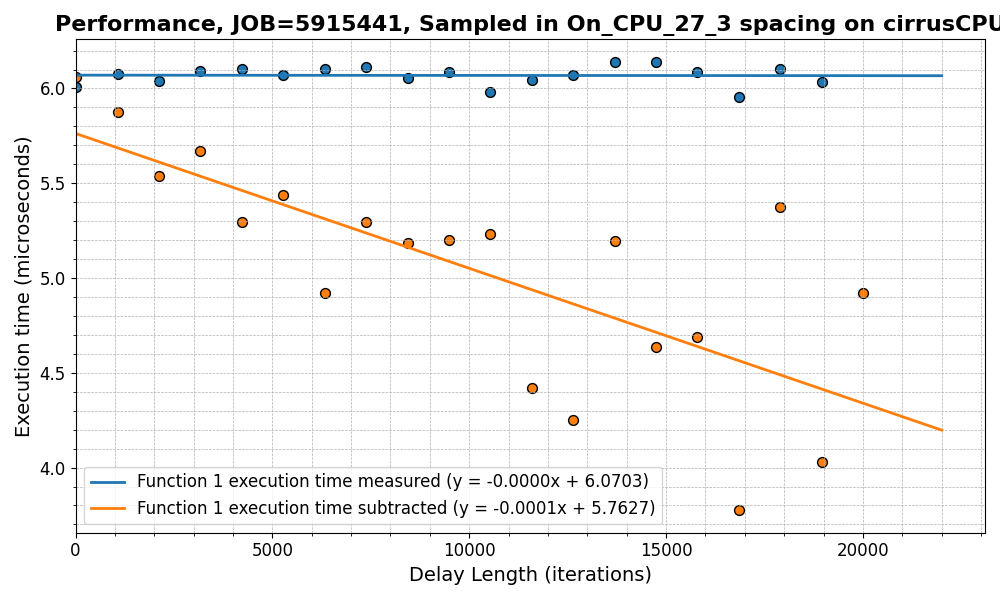 Performance, JOB=5915441, Sampled in On_CPU_27_3 spacing on cirrusCPU
Execution time (microseconds)
6.0
5.5
5.0
4.5
4.0
Function 1 execution time measured (y = -0.0000x + 6.0703)
Function 1 execution time subtracted (y = -0.0001x + 5.7627)
0 5000 10000 15000 20000
Delay Length (iterations)